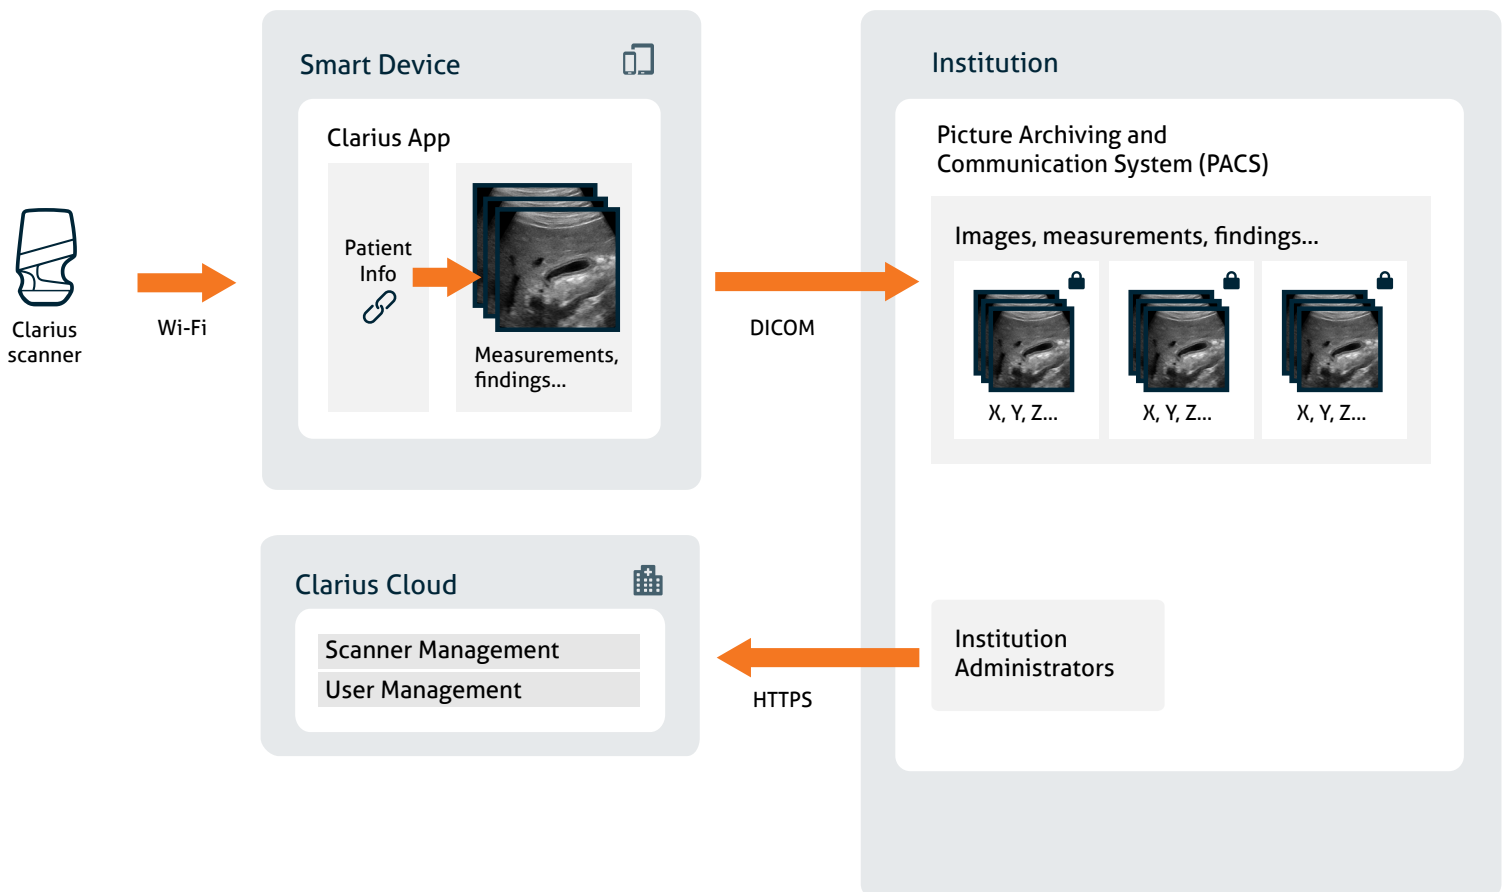 Clarius
scanner
Wi-Fi
Smart Device
Clarius App
Patient
Info
Measurements,
findings...
DICOM
Institution
Picture Archiving and
Communication System (PACS)
Images, measurements, findings...
X, Y, Z...
X, Y, Z...
X, Y, Z...
Clarius Cloud
Scanner Management
User Management
HTTPS
Institution
Administrators